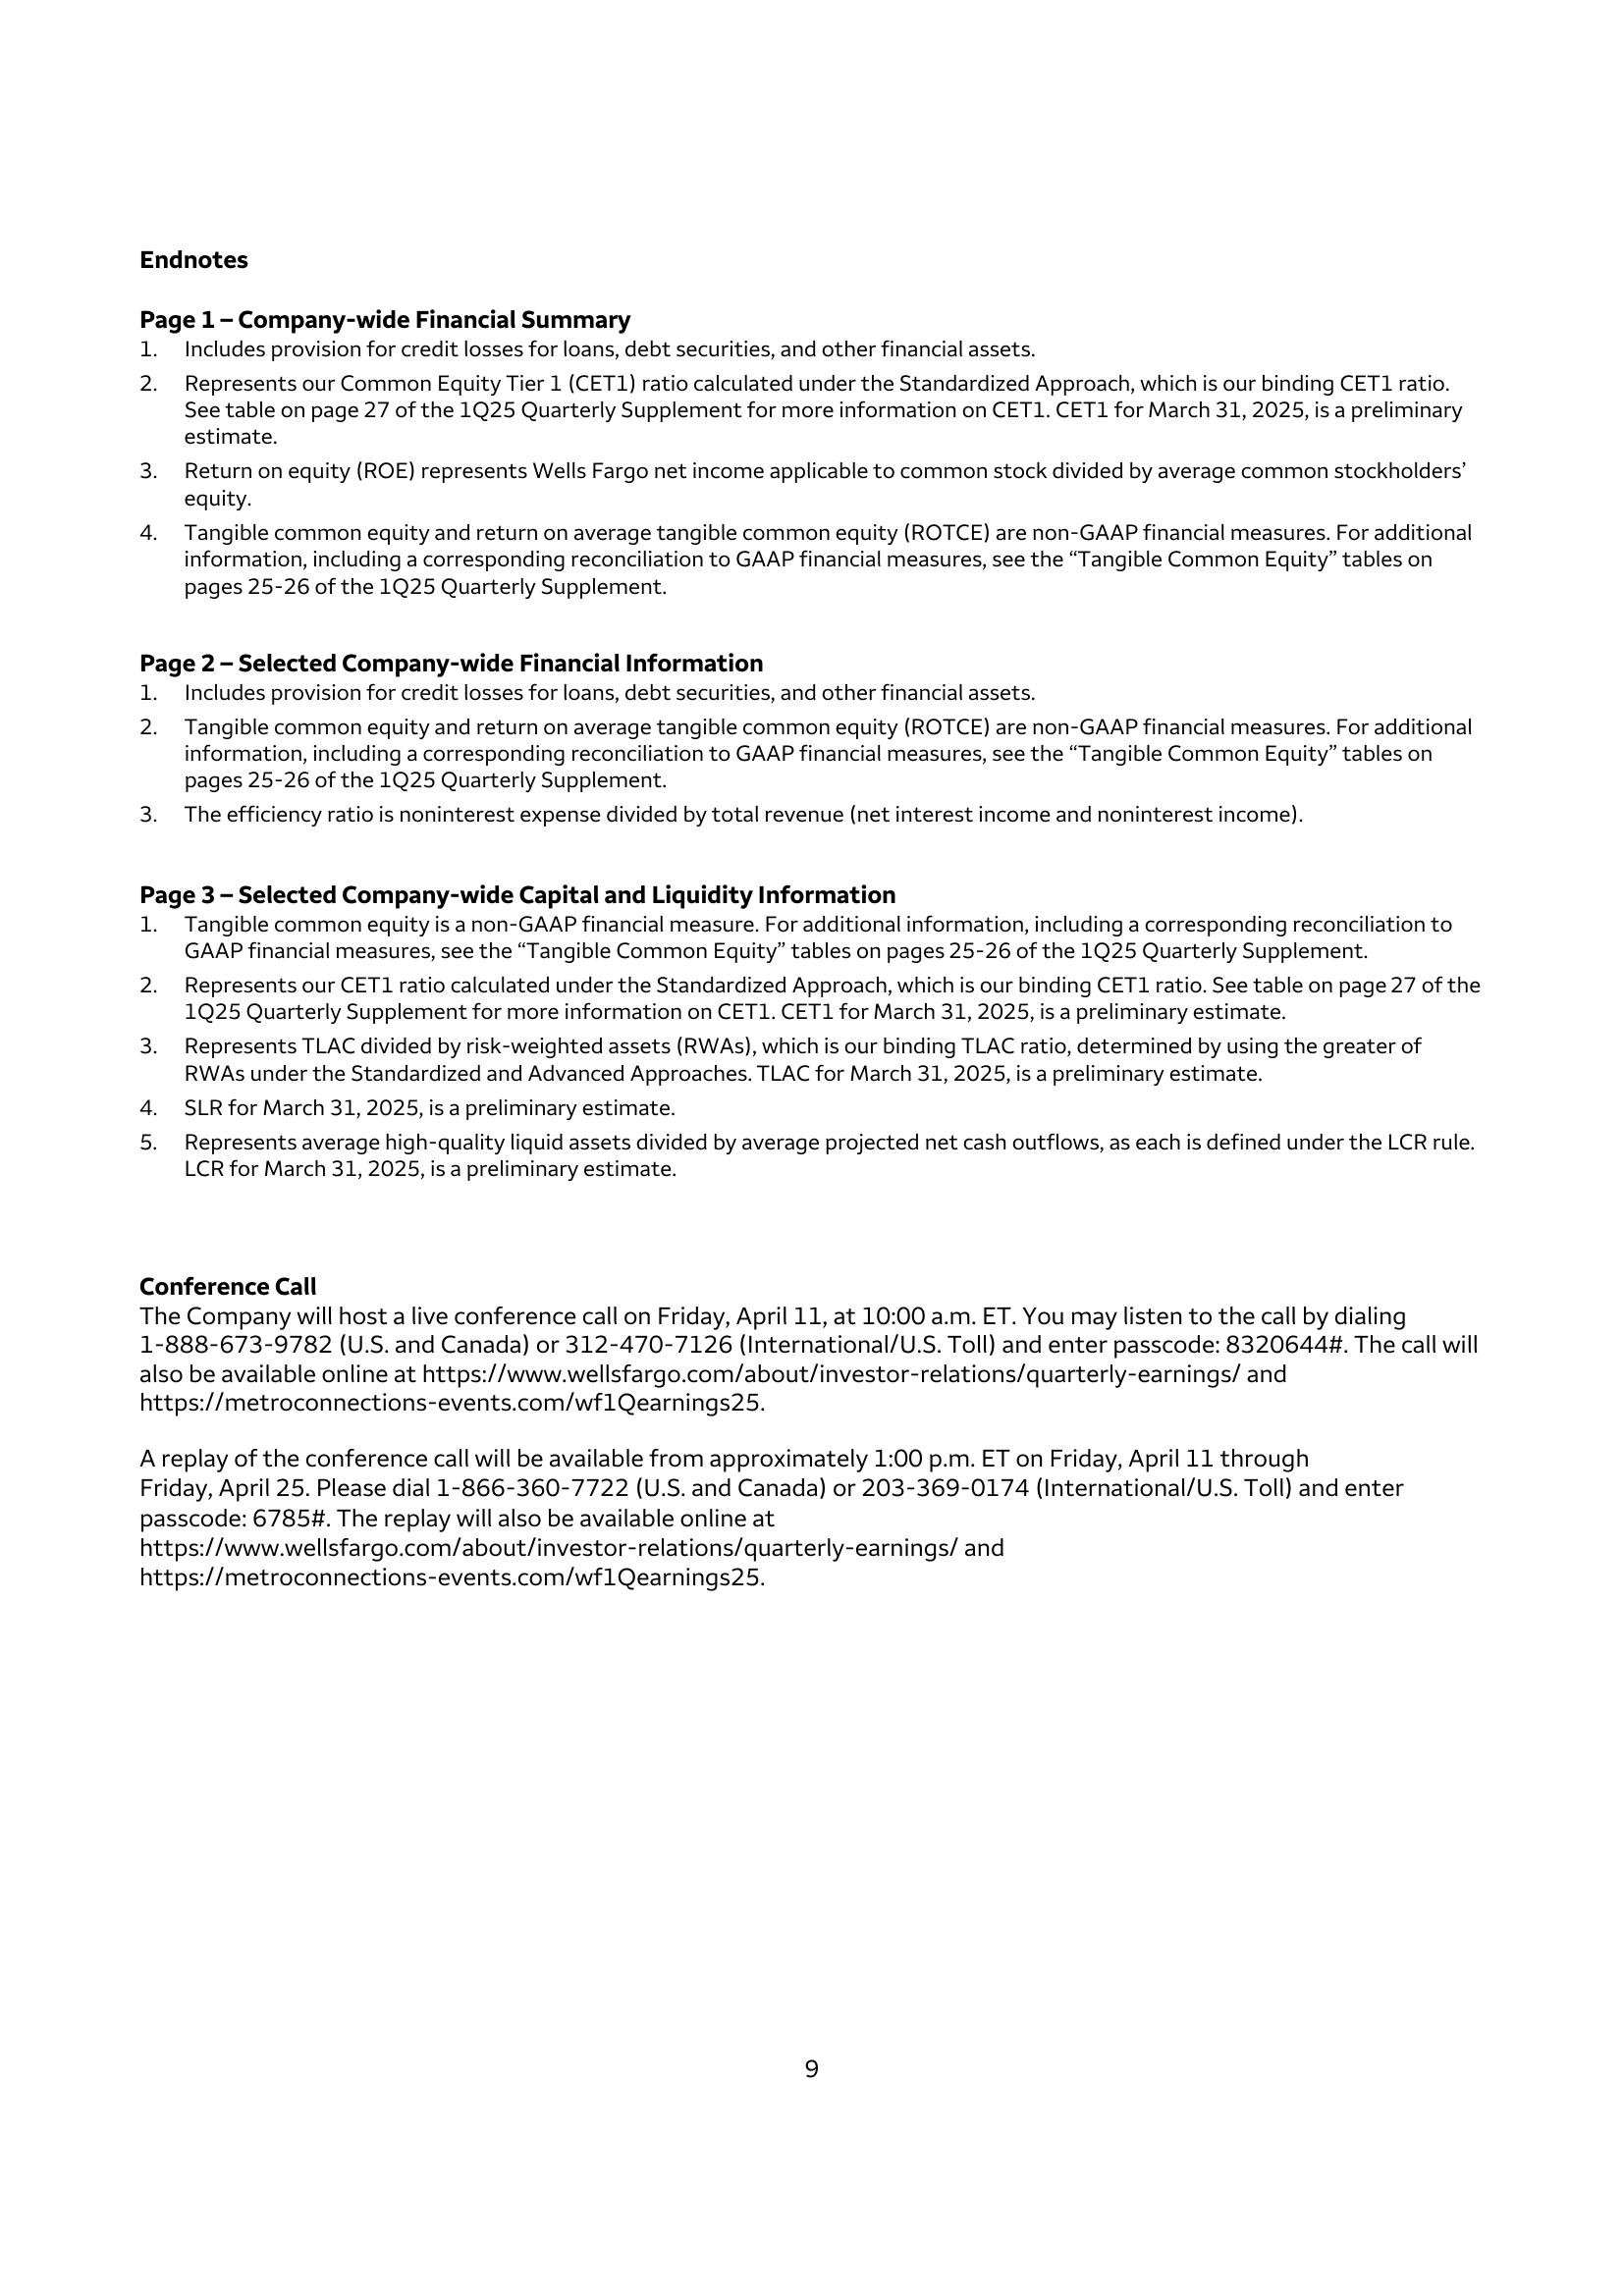 Endnotes
Page 1 – Company-wide Financial Summary
1. Includes provision for credit losses for loans, debt securities, and other financial assets.
2. Represents our Common Equity Tier 1 (CET1) ratio calculated under the Standardized Approach, which is our binding CET1 ratio.
See table on page 27 of the 1Q25 Quarterly Supplement for more information on CET1. CET1 for March 31, 2025, is a preliminary
estimate.
3. Return on equity (ROE) represents Wells Fargo net income applicable to common stock divided by average common stockholders’
equity.
4. Tangible common equity and return on average tangible common equity (ROTCE) are non-GAAP financial measures. For additional
information, including a corresponding reconciliation to GAAP financial measures, see the “Tangible Common Equity” tables on
pages 25-26 of the 1Q25 Quarterly Supplement.
Page 2 – Selected Company-wide Financial Information
1. Includes provision for credit losses for loans, debt securities, and other financial assets.
2. Tangible common equity and return on average tangible common equity (ROTCE) are non-GAAP financial measures. For additional
information, including a corresponding reconciliation to GAAP financial measures, see the “Tangible Common Equity” tables on
pages 25-26 of the 1Q25 Quarterly Supplement.
3. The efficiency ratio is noninterest expense divided by total revenue (net interest income and noninterest income).
Page 3 – Selected Company-wide Capital and Liquidity Information
1. Tangible common equity is a non-GAAP financial measure. For additional information, including a corresponding reconciliation to
GAAP financial measures, see the “Tangible Common Equity” tables on pages 25-26 of the 1Q25 Quarterly Supplement.
2. Represents our CET1 ratio calculated under the Standardized Approach, which is our binding CET1 ratio. See table on page 27 of the
1Q25 Quarterly Supplement for more information on CET1. CET1 for March 31, 2025, is a preliminary estimate.
3. Represents TLAC divided by risk-weighted assets (RWAs), which is our binding TLAC ratio, determined by using the greater of
RWAs under the Standardized and Advanced Approaches. TLAC for March 31, 2025, is a preliminary estimate.
4. SLR for March 31, 2025, is a preliminary estimate.
5. Represents average high-quality liquid assets divided by average projected net cash outflows, as each is defined under the LCR rule.
LCR for March 31, 2025, is a preliminary estimate.
Conference Call
The Company will host a live conference call on Friday, April 11, at 10:00 a.m. ET. You may listen to the call by dialing
1-888-673-9782 (U.S. and Canada) or 312-470-7126 (International/U.S. Toll) and enter passcode: 8320644#. The call will
also be available online at https://www.wellsfargo.com/about/investor-relations/quarterly-earnings/ and
https://metroconnections-events.com/wf1Qearnings25.
A replay of the conference call will be available from approximately 1:00 p.m. ET on Friday, April 11 through
Friday, April 25. Please dial 1-866-360-7722 (U.S. and Canada) or 203-369-0174 (International/U.S. Toll) and enter
passcode: 6785#. The replay will also be available online at
https://www.wellsfargo.com/about/investor-relations/quarterly-earnings/ and
https://metroconnections-events.com/wf1Qearnings25.
9